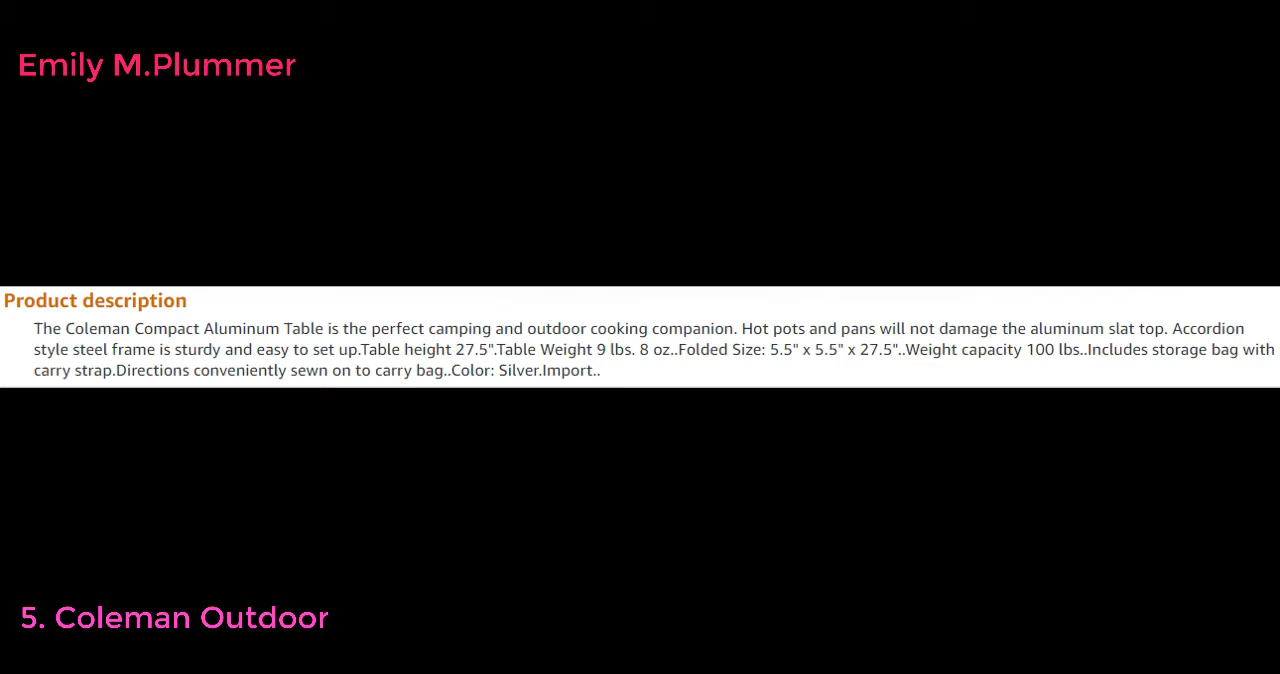 Emily M.Plummer
Product description
The Coleman Compact Aluminum Table is the perfect camping and outdoor cooking companion. Hot pots and pans will not damage the aluminum slat top. Accordion
style steel frame is sturdy and easy to set up.Table height 27.5".Table Weight 9 lbs. 8 oz..Folded Size: 5.5" x 5.5" x 27.5"..Weight capacity 100 lbs..Includes storage bag with
carry strap.Directions conveniently sewn on to carry bag..Color: Silver.Import..
5. Coleman Outdoor